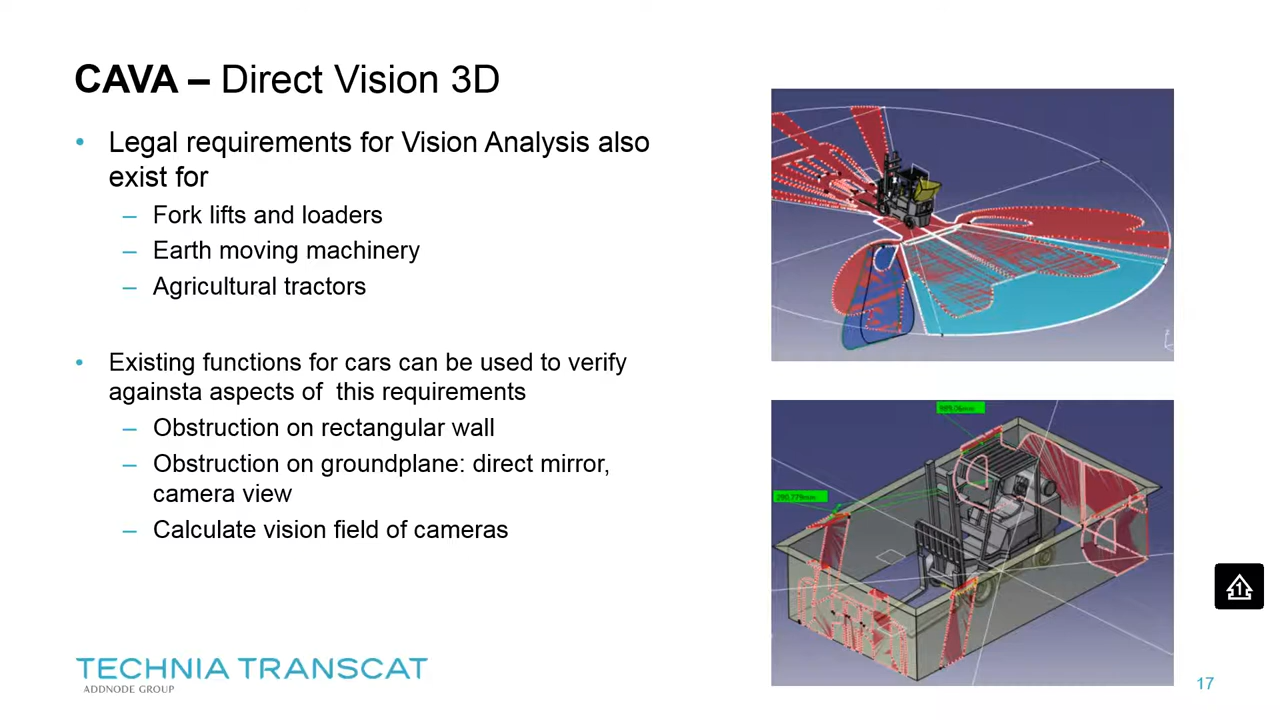 CAVA – Direct Vision 3D
• Legal requirements for Vision Analysis also
exist for
– Fork lifts and loaders
– Earth moving machinery
– Agricultural tractors
• Existing functions for cars can be used to verify
againsta aspects of  this requirements
– Obstruction on rectangular wall
– Obstruction on groundplane: direct mirror,
camera view
– Calculate vision field of cameras
1
TECHNIA TRANSCAT
ADDNODE GROUP
17